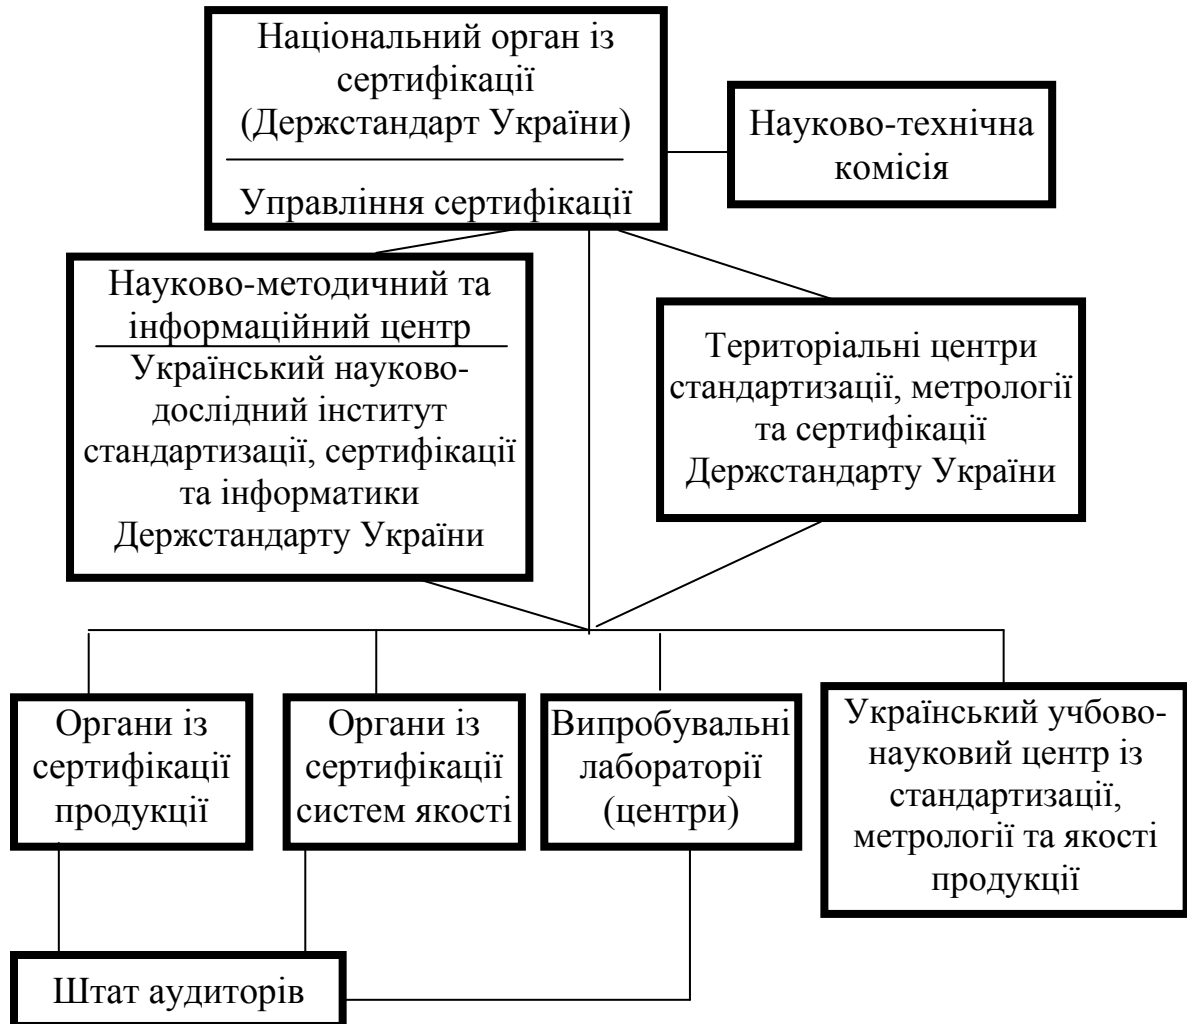 Національний орган із
сертифікації
(Держстандарт України)
Управління сертифікації
Науково-технічна
комісія
Науково-методичний та
інформаційний центр
Український науково-
дослідний інститут
стандартизації, сертифікації
та інформатики
Держстандарту України
Територіальні центри
стандартизації, метрології
та сертифікації
Держстандарту України
Органи із
сертифікації
продукції
Органи із
сертифікації
систем якості
Випробувальні
лабораторії
(центри)
Український учбово-
науковий центр із
стандартизації,
метрології та якості
продукції
Штат аудиторів